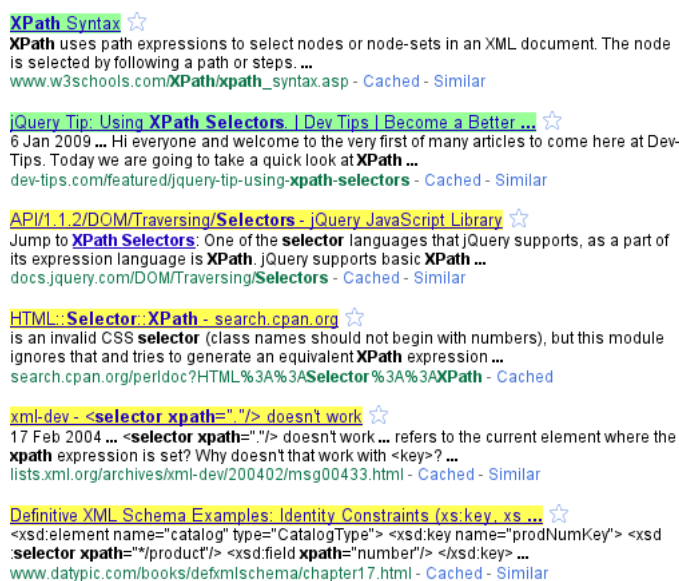 XPath Syntax
XPath uses path expressions to select nodes or node-sets in an XML document. The node
is selected by following a path or steps. ...
www.w3schools.com/XPath/xpath_syntax.asp - Cached - Similar
jQuery Tip: Using XPath Selectors. | Dev Tips | Become a Better ...
6 Jan 2009 ... Hi everyone and welcome to the very first of many articles to come here at Dev-
Tips. Today we are going to take a quick look at XPath ...
dev-tips.com/featured/jquery-tip-using-xpath-selectors - Cached - Similar
API/1.1.2/DOM/Traversing/Selectors - jQuery JavaScript Library
Jump to XPath Selectors: One of the selector languages that jQuery supports, as a part of
its expression language is XPath. jQuery supports basic XPath ...
docs.jquery.com/DOM/Traversing/Selectors - Cached - Similar
HTML::Selector::XPath - search.cpan.org
is an invalid CSS selector (class names should not begin with numbers), but this module
ignores that and tries to generate an equivalent XPath expression ...
search.cpan.org/perldoc?HTML%3A%3ASelector%3A%3AXPath - Cached
xml-dev - <selector xpath="."/> doesn't work
17 Feb 2004 ... <selector xpath="."/> doesn't work ... refers to the current element where the
xpath expression is set? Why doesn't that work with <key>? ...
lists.xml.org/archives/xml-dev/200402/msg00433.html - Cached - Similar
Definitive XML Schema Examples: Identity Constraints (xs:key, xs ...
<xsd:element name="catalog" type="CatalogType"> <xsd:key name="prodNumKey"> <xsd
:selector xpath="*/product"/> <xsd:field xpath="number"/> </xsd:key> ...
www.datypic.com/books/defxmlschema/chapter17.html - Cached - Similar